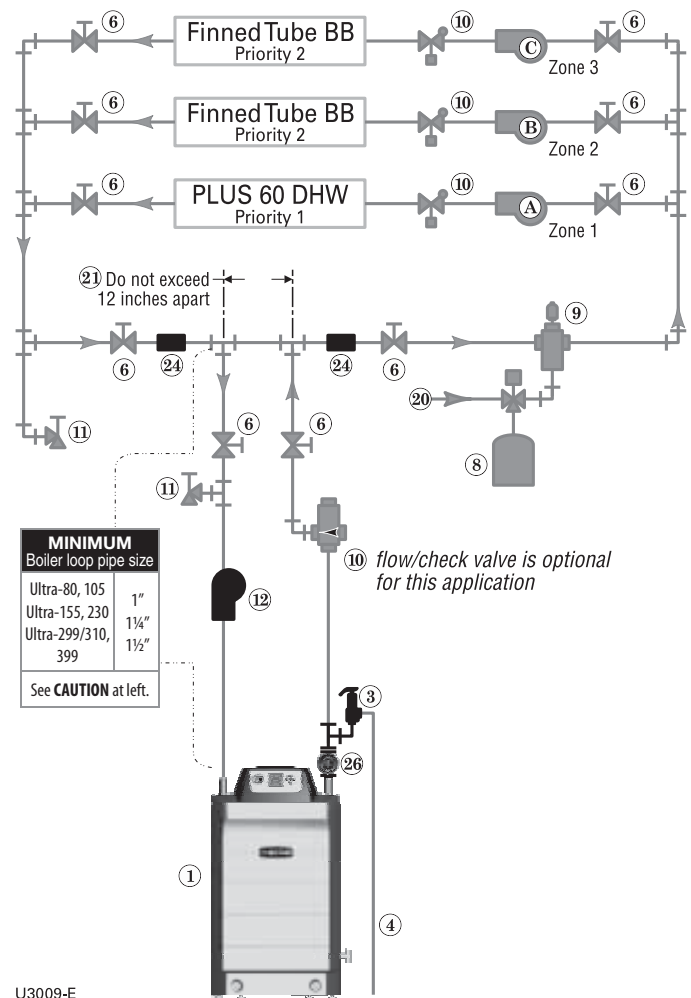 6
Finned Tube BB
Priority 2
10
C
6
Zone 3
6
Finned Tube BB
Priority 2
10
B
6
Zone 2
6
PLUS 60 DHW
Priority 1
10
A
6
Zone 1
21 Do not exceed
12 inches apart
9
6
24
24
6
20
11
6
6
8
11
MINIMUM
Boiler loop pipe size
Ultra-80, 105
1"
Ultra-155, 230
1¼"
Ultra-299/310,
399
1½"
See CAUTION at left.
10 flow/check valve is optional
for this application
12
3
26
1
4
U3009-E